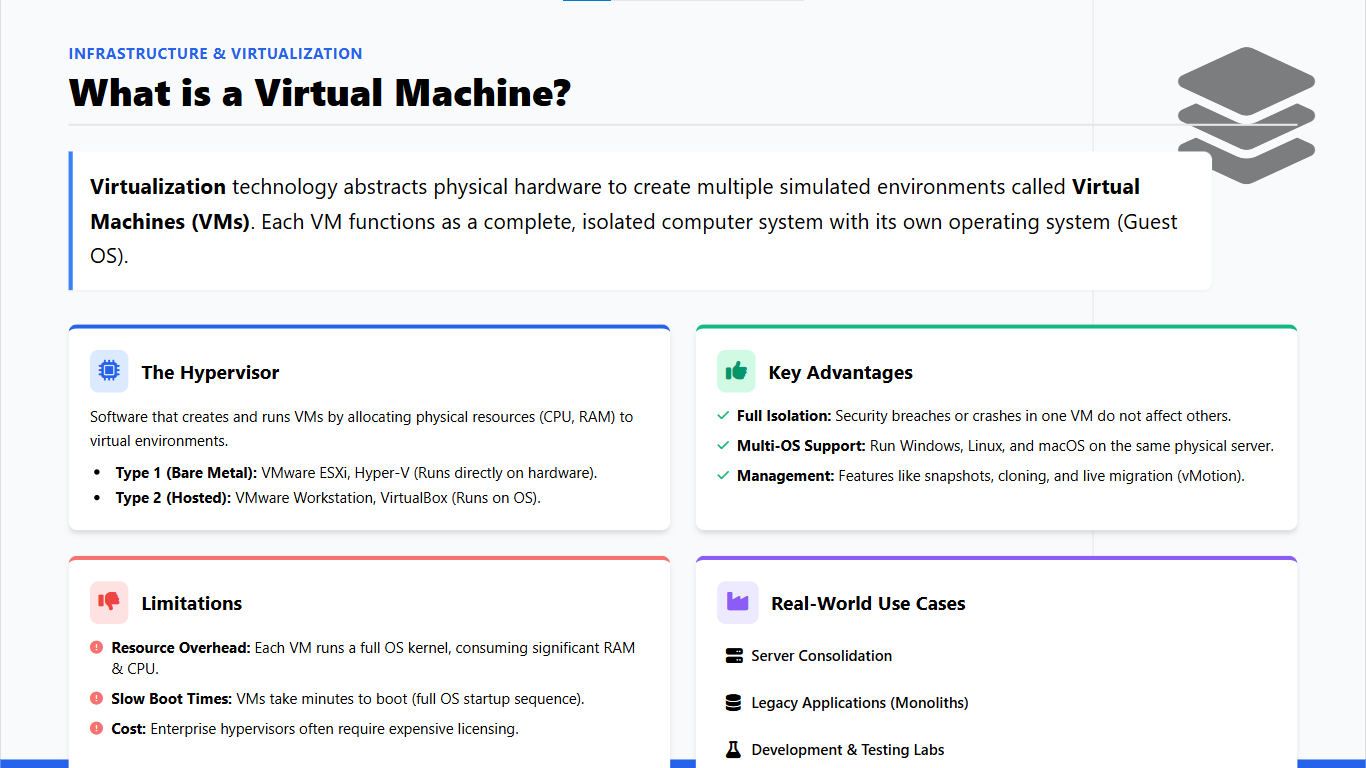 INFRASTRUCTURE & VIRTUALIZATION
What is a Virtual Machine?
Virtualization technology abstracts physical hardware to create multiple simulated environments called Virtual
Machines (VMs). Each VM functions as a complete, isolated computer system with its own operating system (Guest
OS).
The Hypervisor
Software that creates and runs VMs by allocating physical resources (CPU, RAM) to
virtual environments.
• Type 1 (Bare Metal): VMware ESXi, Hyper-V (Runs directly on hardware).
• Type 2 (Hosted): VMware Workstation, VirtualBox (Runs on OS).
Key Advantages
Full Isolation: Security breaches or crashes in one VM do not affect others.
Multi-OS Support: Run Windows, Linux, and macOS on the same physical server.
Management: Features like snapshots, cloning, and live migration (vMotion).
Limitations
Resource Overhead: Each VM runs a full OS kernel, consuming significant RAM
& CPU.
Slow Boot Times: VMs take minutes to boot (full OS startup sequence).
Cost: Enterprise hypervisors often require expensive licensing.
Real-World Use Cases
Server Consolidation
Legacy Applications (Monoliths)
Development & Testing Labs